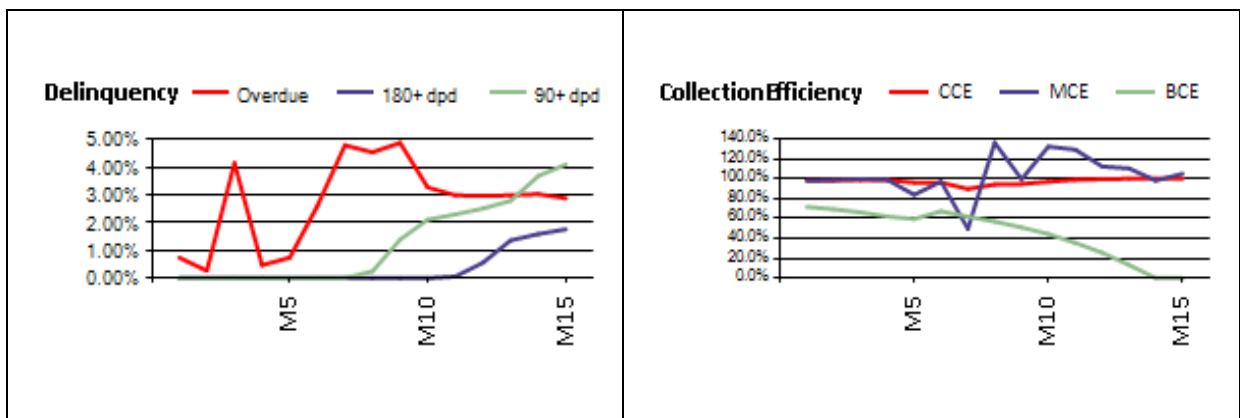 Delinquency Overdue 180+ dpd 90+ dpd
5.00%
4.00%
3.00%
2.00%
1.00%
0.00%
M5
M10
M15
Collection Efficiency CCE MCE BCE
140.0%
120.0%
100.0%
80.0%
60.0%
40.0%
20.0%
0.0%
M5
M10
M15